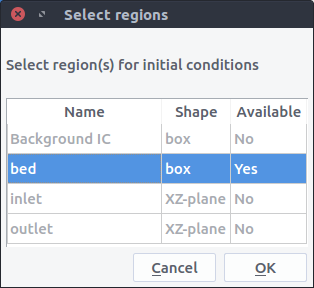 Select regions
Select region(s) for initial conditions
Name Shape Available
Background IC box No
bed box Yes
inlet XZ-plane No
outlet XZ-plane No
Cancel OK